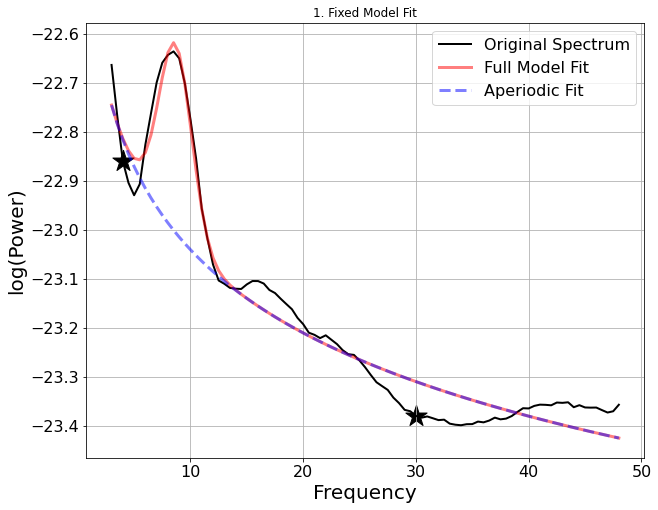 1. Fixed Model Fit
Original Spectrum
Full Model Fit
Aperiodic Fit
log(Power)
−22.6
−22.7
−22.8
−22.9
−23.0
−23.1
−23.2
−23.3
−23.4
10
20
30
40
50
Frequency